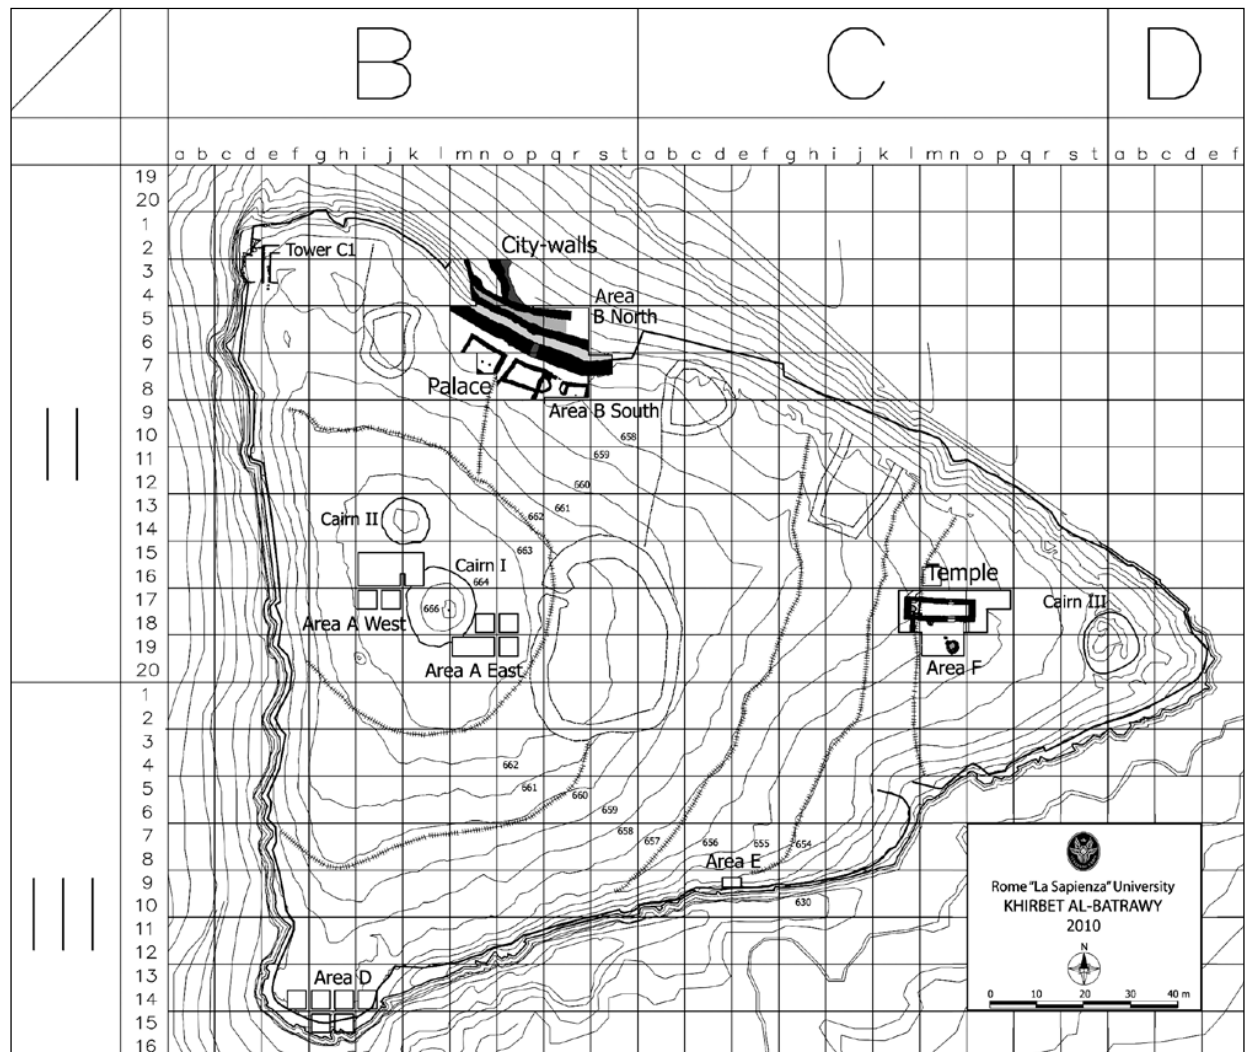 B C D
a b c d e f g h i j k l m n o p q r s t a b c d e f g h i j k l m n o p q r s t a b c d e f
19
20
1
2
3
4
5
6
7
8
9
10
11
12
13
14
15
16
17
18
19
20
1
2
3
4
5
6
7
8
9
10
11
12
13
14
15
16
II
III
City-walls
Tower C1
Area
B North
Palace
Area B South
658
659
660
661
662
663
Cairn II
Cairn I
664
666
Area A West
Area A East
Temple
Cairn III
Area F
662
661
660
659
658
657
656
655
654
Area E
630
Area D
Rome "La Sapienza" University
KHIRBET AL-BATRAWY
2010
N
0 10 20 30 40 m